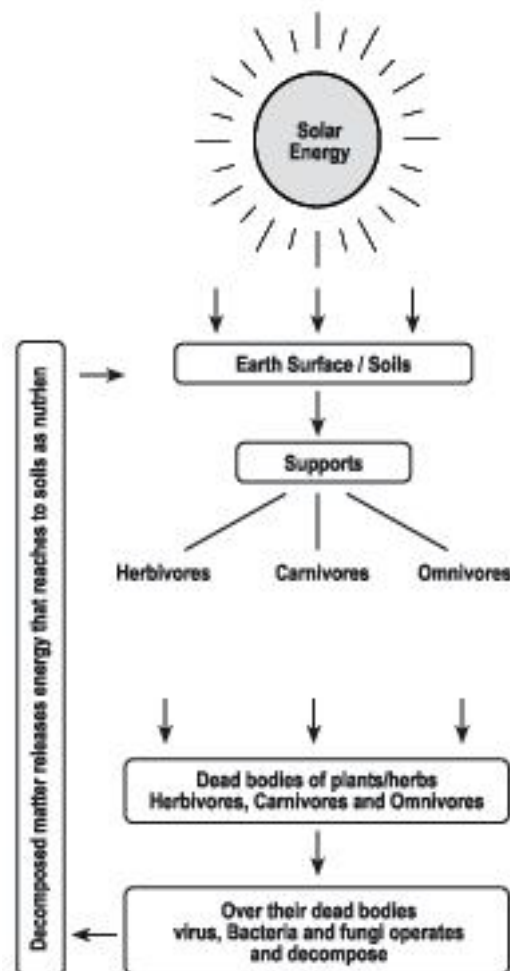 Solar
Energy
Earth Surface / Soils
Supports
Herbivores Carnivores Omnivores
Dead bodies of plants/herbs
Herbivores, Carnivores and Omnivores
Over their dead bodies
virus, Bacteria and fungi operates
and decompose
Decomposed matter releases energy that reaches to soils as nutrien